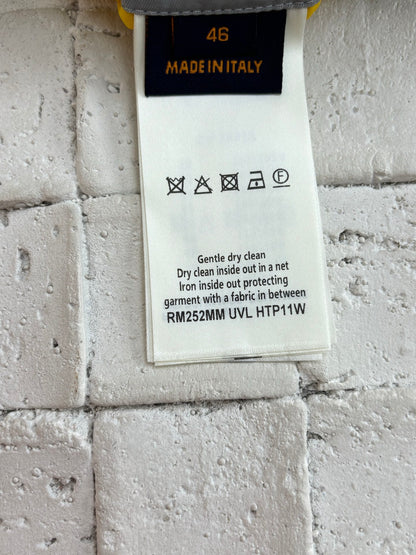 46
MADE IN ITALY
F
Gentle dry clean
Dry clean inside out in a net
Iron inside out protecting
garment with a fabric in between
RM252MM UVL HTP11W